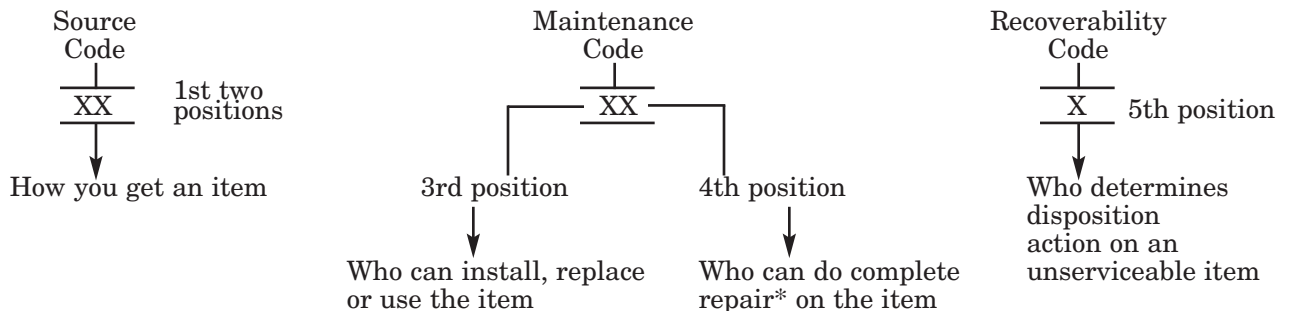 Source
Code
XX
1st two
positions
How you get an item
Maintenance
Code
XX
3rd position
Who can install, replace
or use the item
4th position
Who can do complete
repair* on the item
Recoverability
Code
X
5th position
Who determines
disposition
action on an
unserviceable item